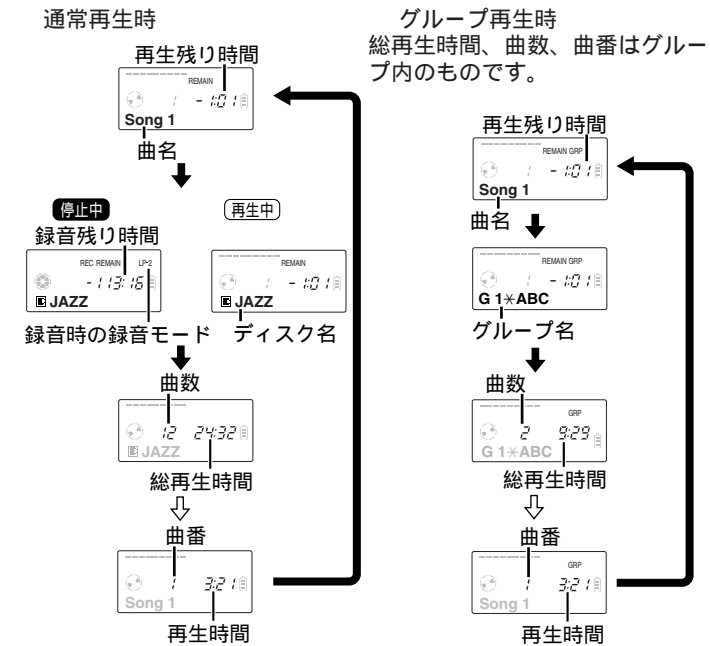 通常再生時
再生残り時間
REMAIN
1 - 1:01
Song 1
曲名
停止中
録音残り時間
REC REMAIN LP-2
- 113:16
JAZZ
録音時の録音モード
再生中
REMAIN
1 - 1:01
JAZZ
ディスク名
曲数
12 24:32
JAZZ
総再生時間
曲番
1 3:21
Song 1
再生時間
グループ再生時
総再生時間、曲数、曲番はグルー
プ内のものです。
再生残り時間
REMAIN GRP
1 - 1:01
Song 1
曲名
REMAIN GRP
1 - 1:01
G 1✳ABC
グループ名
曲数
GRP
2 9:29
G 1✳ABC
総再生時間
曲番
GRP
1 3:21
Song 1
再生時間